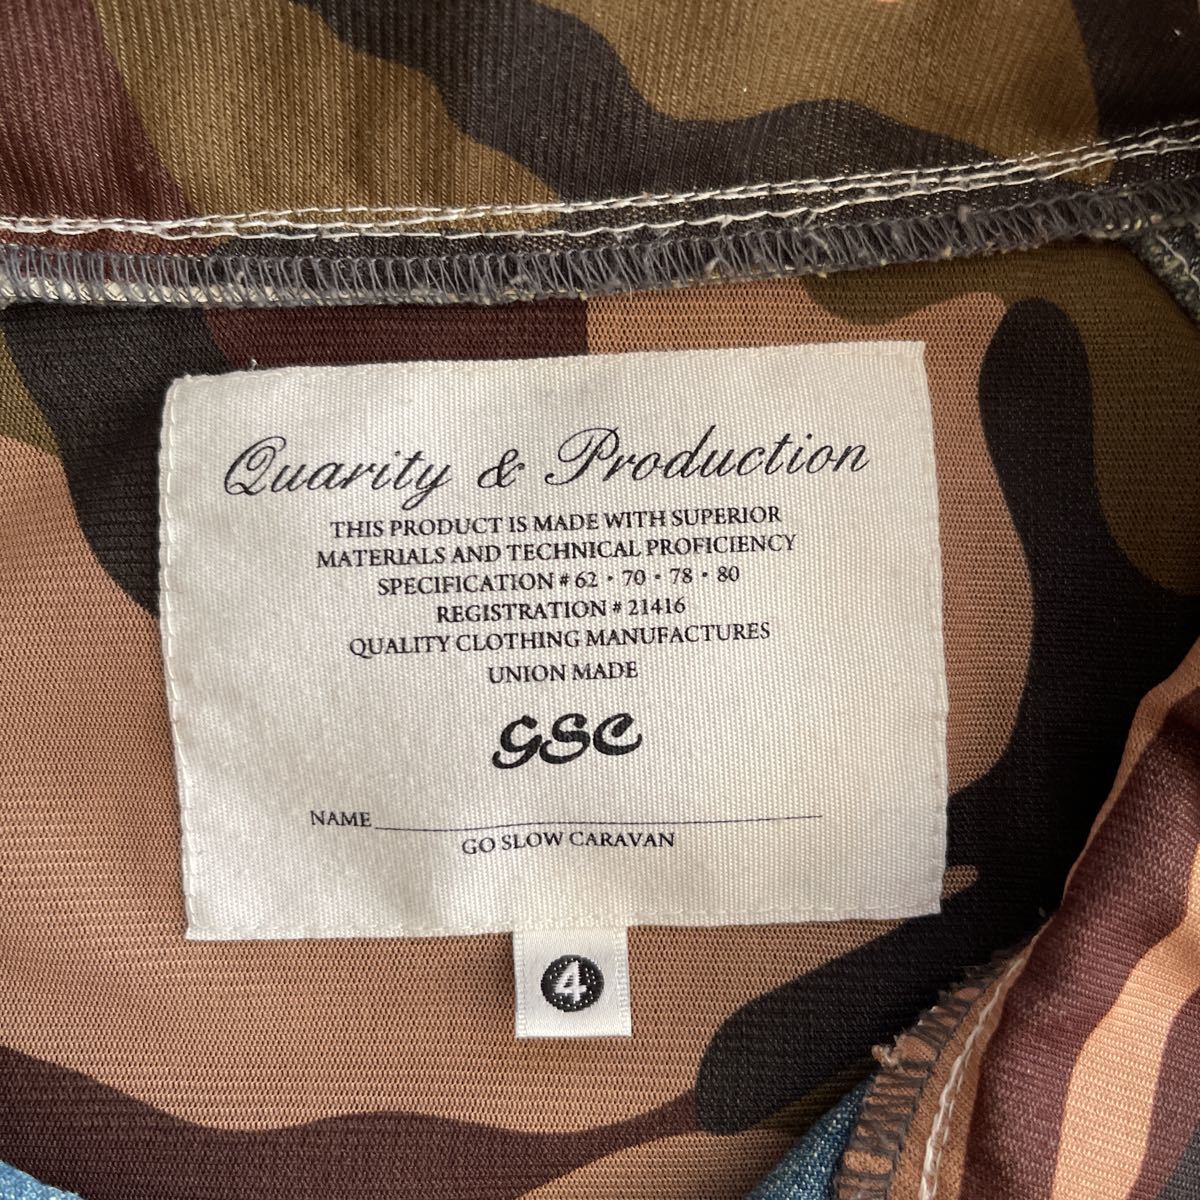 Quarity & Production
THIS PRODUCT IS MADE WITH SUPERIOR
MATERIALS AND TECHNICAL PROFICIENCY
SPECIFICATION # 62・70・78・80
REGISTRATION # 21416
QUALITY CLOTHING MANUFACTURES
UNION MADE
GSC
NAME
GO SLOW CARAVAN
4